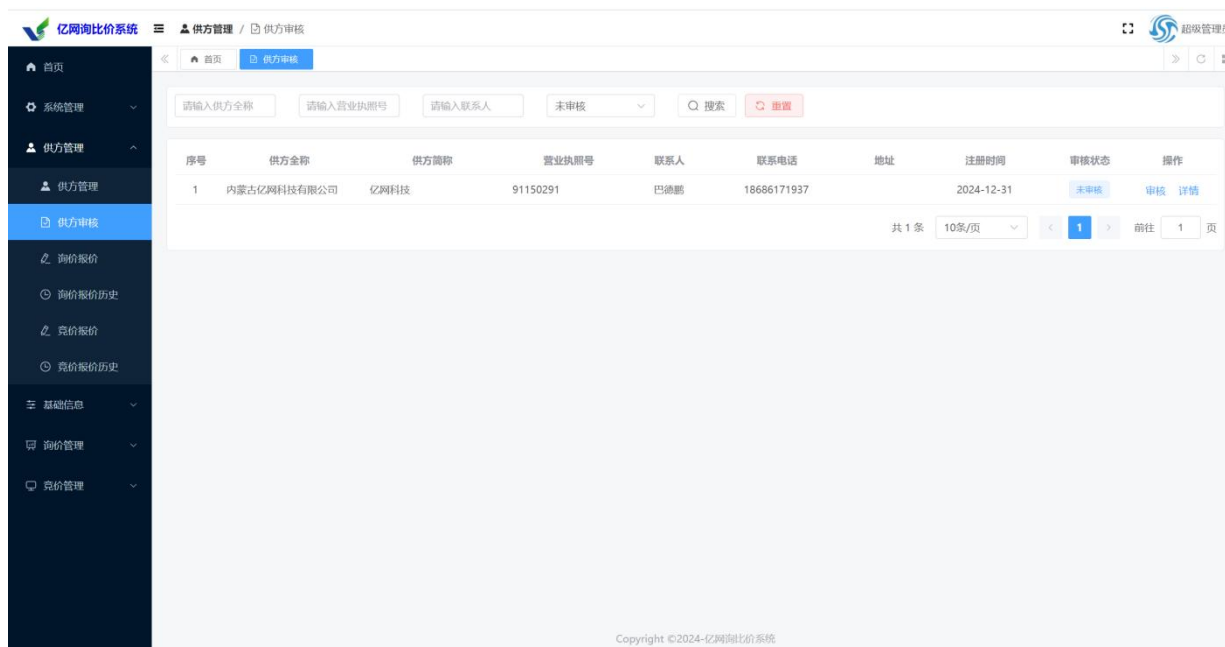 亿网询比价系统 供方管理 / 供方审核 超级管理员
首页 供方审核
首页
系统管理
供方管理
供方管理
供方审核
询价报价
询价报价历史
竞价报价
竞价报价历史
基础信息
询价管理
竞价管理
请输入供方全称 请输入营业执照号 请输入联系人 未审核 搜索 重置
序号 供方全称 供方简称 营业执照号 联系人 联系电话 地址 注册时间 审核状态 操作
1 内蒙古亿网科技有限公司 亿网科技 91150291 巴德鹏 18686171937 2024-12-31 未审核 审核 详情
共 1 条 10条/页 1 前往 1 页
Copyright ©2024-亿网询比价系统